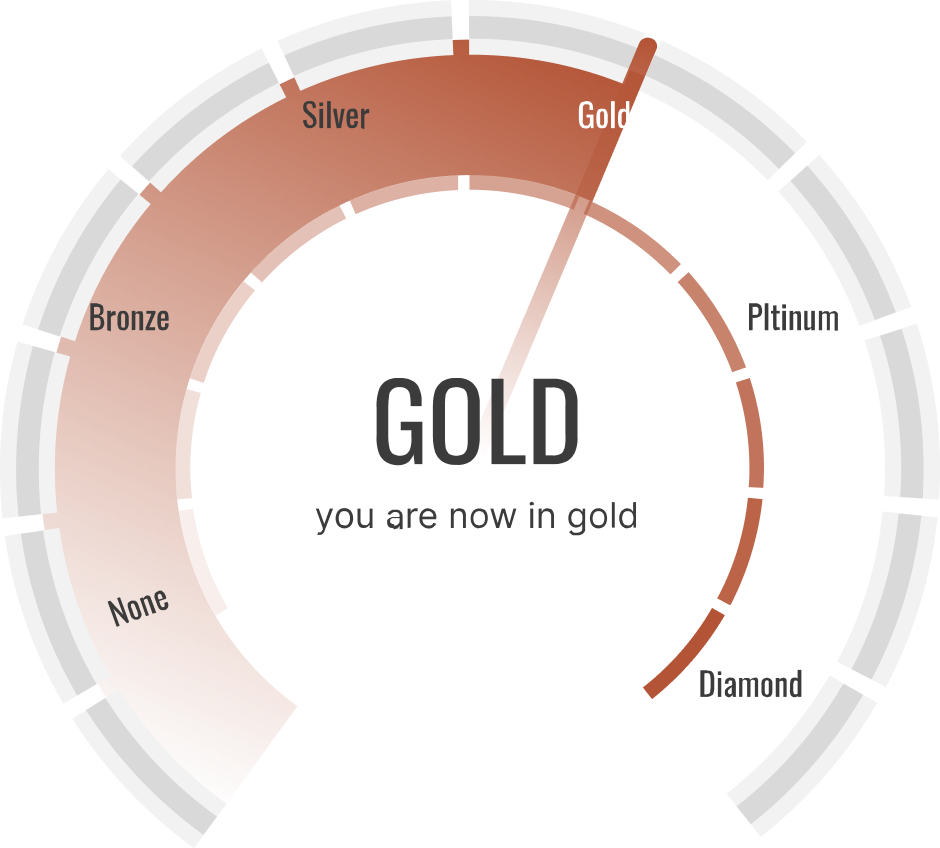 Silver
Gold
Bronze
Pltinum
GOLD
you are now in gold
None
Diamond